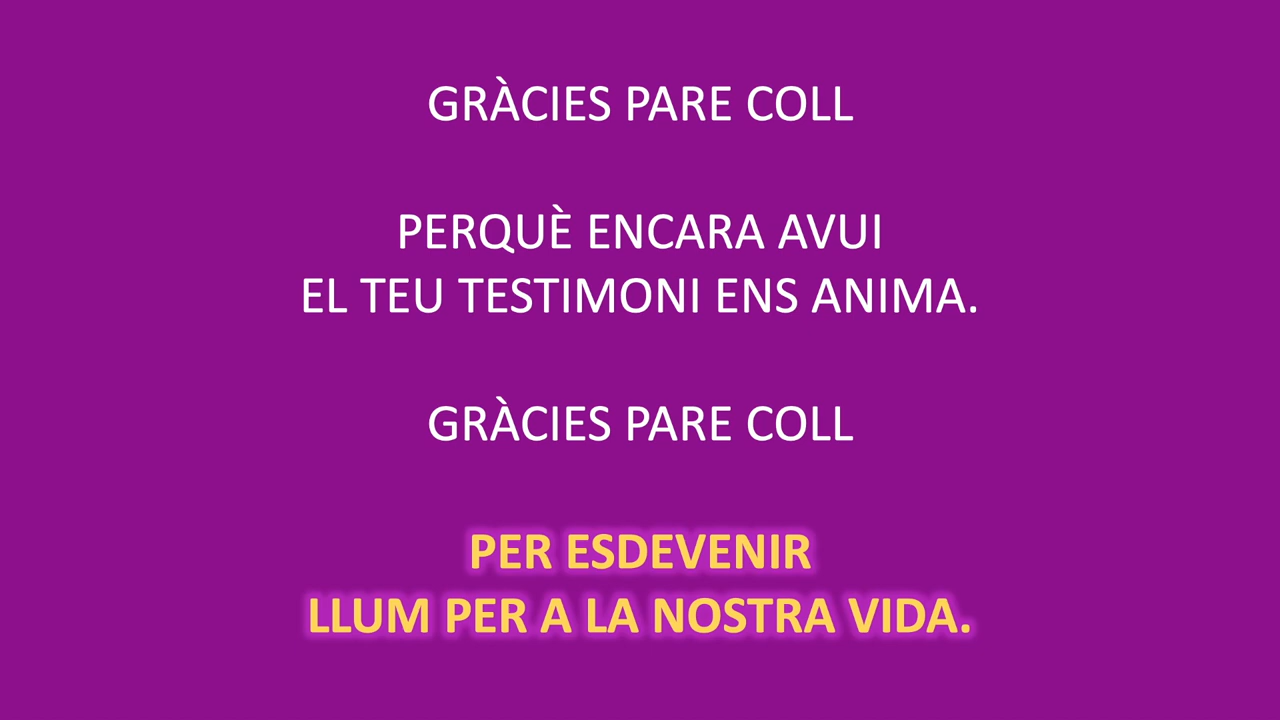 GRÀCIES PARE COLL
PERQUÈ ENCARA AVUI
EL TEU TESTIMONI ENS ANIMA.
GRÀCIES PARE COLL
PER ESDEVENIR
LLUM PER A LA NOSTRA VIDA.